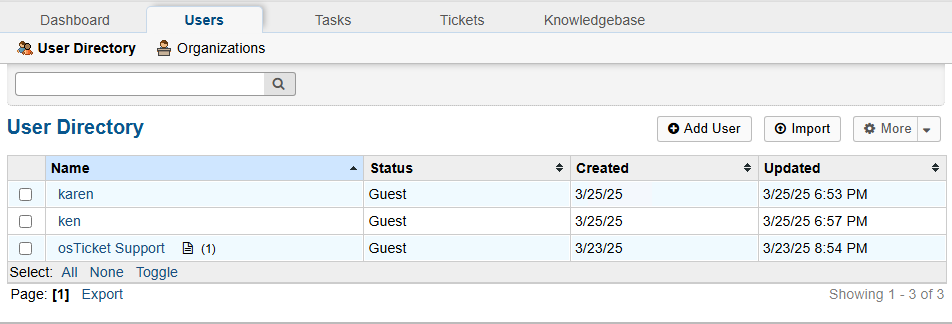 Dashboard Users Tasks Tickets Knowledgebase
User Directory Organizations
User Directory Add User Import More
Name Status Created Updated
karen Guest 3/25/25 3/25/25 6:53 PM
ken Guest 3/25/25 3/25/25 6:57 PM
osTicket Support (1) Guest 3/23/25 3/23/25 8:54 PM
Select: All None Toggle
Page: [1] Export Showing 1 - 3 of 3